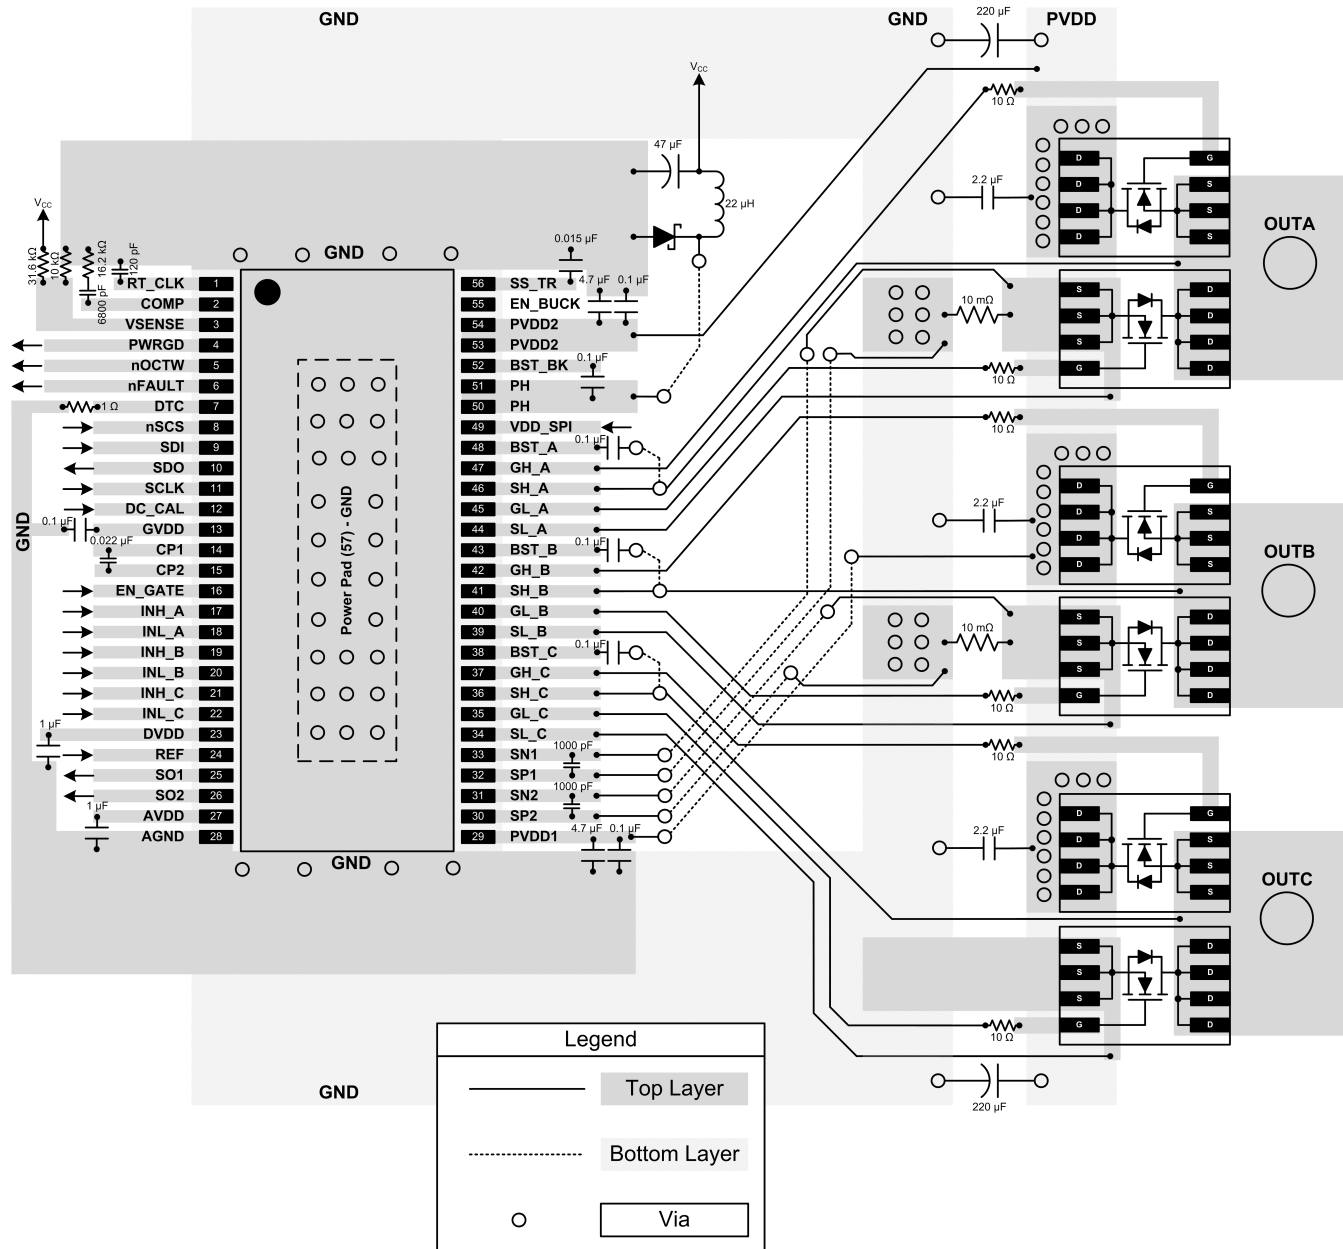 GND
GND
220 µF
PVDD
VCC
10 Ω
47 µF
22 µH
2.2 µF
D
D
D
D
G
S
S
S
OUTA
VCC
31.6 kΩ
10 kΩ
16.2 kΩ
6800 pF
120 pF
GND
0.015 µF
4.7 µF
0.1 µF
10 mΩ
S
S
S
G
D
D
D
D
10 Ω
RT_CLK
1
COMP
2
VSENSE
3
PWRGD
4
nOCTW
5
nFAULT
6
1 Ω
DTC
7
nSCS
8
SDI
9
SDO
10
SCLK
11
DC_CAL
12
GND
0.1 µF
GVDD
13
0.022 µF
CP1
14
CP2
15
EN_GATE
16
INH_A
17
INL_A
18
INH_B
19
INL_B
20
INH_C
21
INL_C
22
1 µF
DVDD
23
REF
24
SO1
25
SO2
26
1 µF
AVDD
27
AGND
28
Power Pad (57) - GND
56
SS_TR
55
EN_BUCK
54
PVDD2
53
PVDD2
52
BST_BK
0.1 µF
51
PH
50
PH
49
VDD_SPI
48
BST_A
0.1 µF
47
GH_A
46
SH_A
45
GL_A
44
SL_A
43
BST_B
0.1 µF
42
GH_B
41
SH_B
40
GL_B
39
SL_B
38
BST_C
0.1 µF
37
GH_C
36
SH_C
35
GL_C
34
SL_C
33
SN1
1000 pF
32
SP1
31
SN2
1000 pF
30
SP2
29
PVDD1
4.7 µF
0.1 µF
GND
10 Ω
2.2 µF
D
D
D
D
G
S
S
S
OUTB
10 mΩ
S
S
S
G
D
D
D
D
10 Ω
10 Ω
2.2 µF
D
D
D
D
G
S
S
S
OUTC
S
S
S
G
D
D
D
D
10 Ω
220 µF
GND
Legend
Top Layer
Bottom Layer
Via